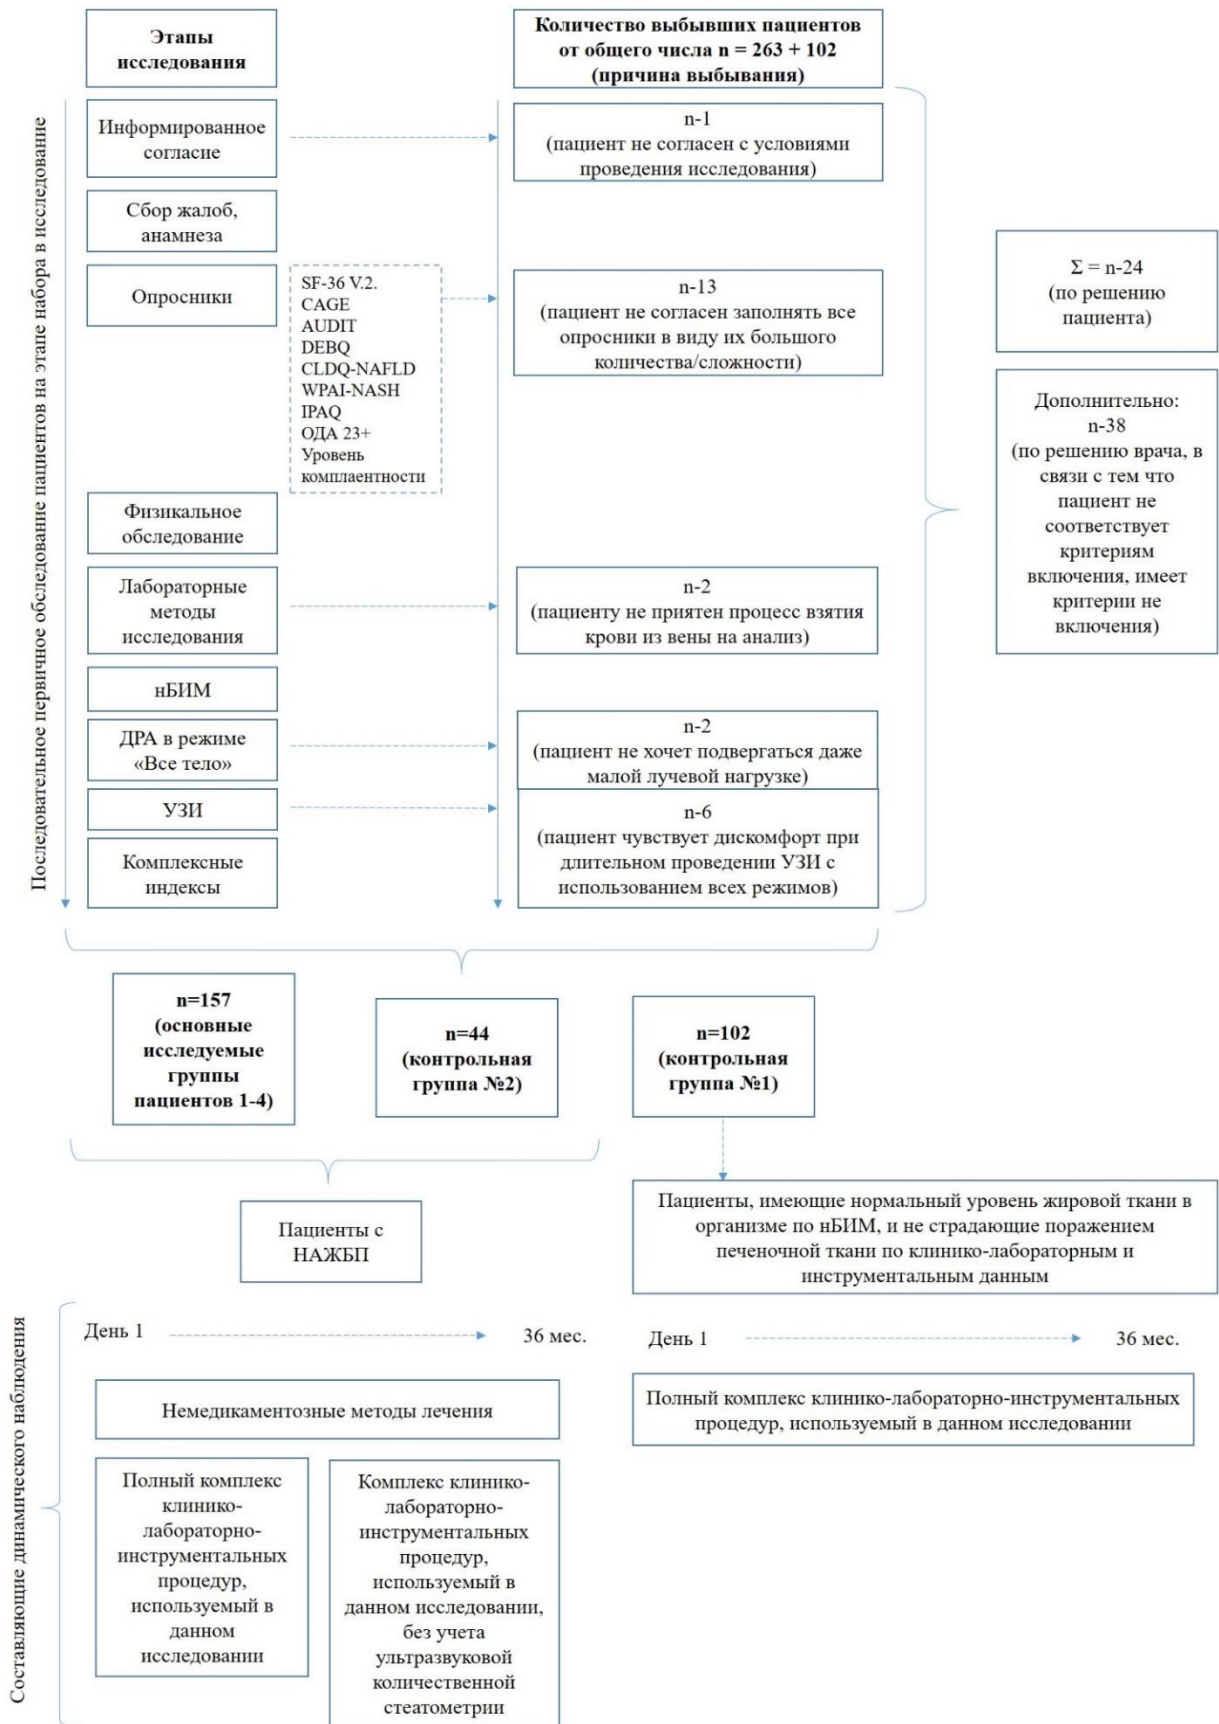 Этапы
исследования
Количество выбывших пациентов
от общего числа n = 263 + 102
(причина выбывания)
Последовательное первичное обследование пациентов на этапе набора в исследование
Информированное
согласие
n-1
(пациент не согласен с условиями
проведения исследования)
Сбор жалоб,
анамнеза
Опросники
SF-36 V.2.
CAGE
AUDIT
DEBQ
CLDQ-NAFLD
WPAI-NASH
IPAQ
ОДА 23+
Уровень
комплаентности
n-13
(пациент не согласен заполнять все
опросники в виду их большого
количества/сложности)
Физикальное
обследование
Лабораторные
методы
исследования
n-2
(пациенту не приятен процесс взятия
крови из вены на анализ)
нБИМ
ДРА в режиме
«Все тело»
n-2
(пациент не хочет подвергаться даже
малой лучевой нагрузке)
УЗИ
n-6
(пациент чувствует дискомфорт при
длительном проведении УЗИ с
использованием всех режимов)
Комплексные
индексы
Σ = n-24
(по решению
пациента)
Дополнительно:
n-38
(по решению врача, в
связи с тем что
пациент не
соответствует
критериям
включения, имеет
критерии не
включения)
n=157
(основные
исследуемые
группы
пациентов 1-4)
n=44
(контрольная
группа №2)
n=102
(контрольная
группа №1)
Пациенты с
НАЖБП
Пациенты, имеющие нормальный уровень жировой ткани в
организме по нБИМ, и не страдающие поражением
печеночной ткани по клинико-лабораторным и
инструментальным данным
Составляющие динамического наблюдения
День 1
36 мес.
День 1
36 мес.
Немедикаментозные методы лечения
Полный комплекс клинико-лабораторно-инструментальных
процедур, используемый в данном исследовании
Полный комплекс
клинико-
лабораторно-
инструментальных
процедур,
используемый в
данном
исследовании
Комплекс клинико-
лабораторно-
инструментальных
процедур,
используемый в
данном исследовании,
без учета
ультразвуковой
количественной
стеатометрии